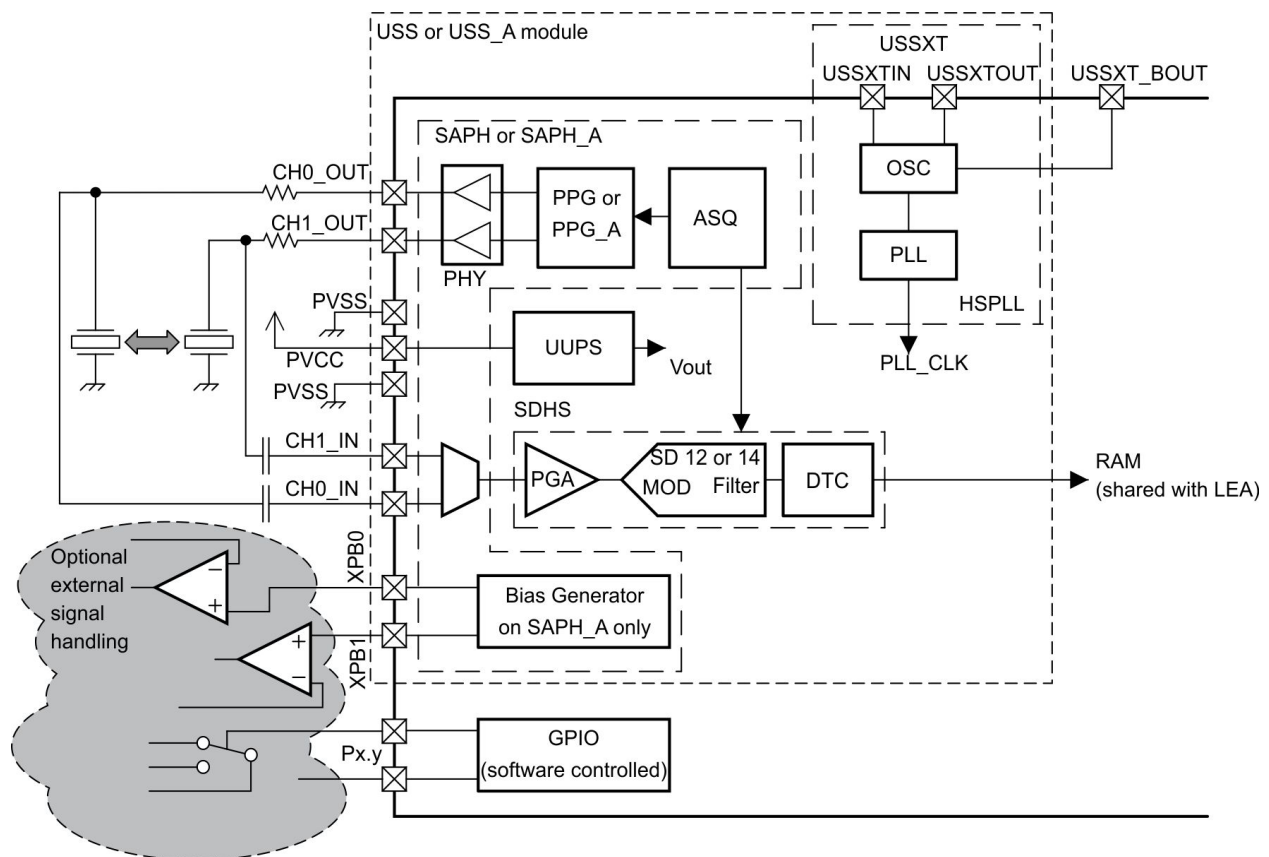 USS or USS_A module
USSXT
USSXTIN
USSXTOUT
USSXT_BOUT
SAPH or SAPH_A
CH0_OUT
CH1_OUT
PPG or
PPG_A
ASQ
OSC
PLL
PHY
HSPLL
PVSS
PVCC
PVSS
UUPS
Vout
PLL_CLK
SDHS
CH1_IN
CH0_IN
PGA
SD 12 or 14
MOD Filter
DTC
RAM
(shared with LEA)
Optional
external
signal
handling
−
+
+
−
XPB0
XPB1
Bias Generator
on SAPH_A only
Px.y
GPIO
(software controlled)